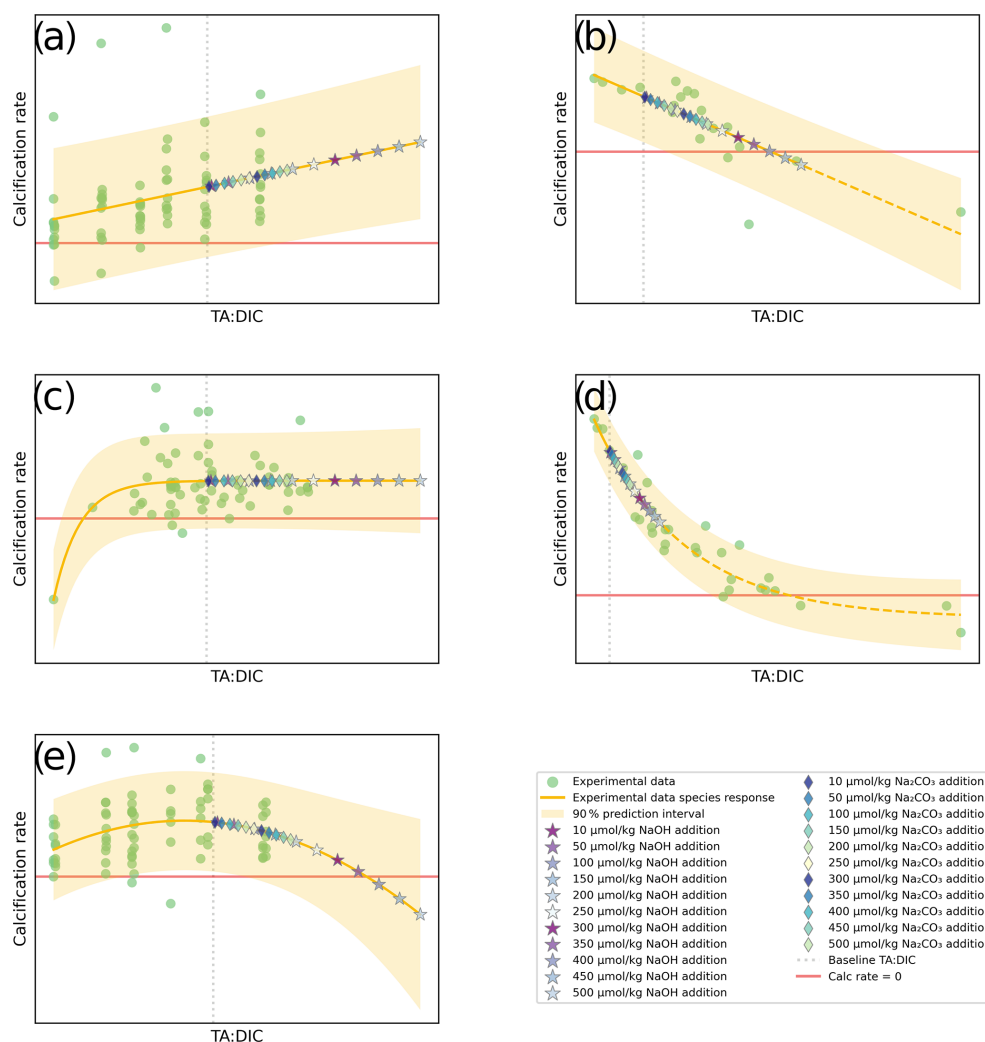 (a)
Calcification rate
TA:DIC
(b)
Calcification rate
TA:DIC
(c)
Calcification rate
TA:DIC
(d)
Calcification rate
TA:DIC
(e)
Calcification rate
TA:DIC
Experimental data
Experimental data species response
90 % prediction interval
10 μmol/kg NaOH addition
50 μmol/kg NaOH addition
100 μmol/kg NaOH addition
150 μmol/kg NaOH addition
200 μmol/kg NaOH addition
250 μmol/kg NaOH addition
300 μmol/kg NaOH addition
350 μmol/kg NaOH addition
400 μmol/kg NaOH addition
450 μmol/kg NaOH addition
500 μmol/kg NaOH addition
10 μmol/kg Na₂CO₃ addition
50 μmol/kg Na₂CO₃ addition
100 μmol/kg Na₂CO₃ additio
150 μmol/kg Na₂CO₃ additio
200 μmol/kg Na₂CO₃ additio
250 μmol/kg Na₂CO₃ additio
300 μmol/kg Na₂CO₃ additio
350 μmol/kg Na₂CO₃ additio
400 μmol/kg Na₂CO₃ additio
450 μmol/kg Na₂CO₃ additio
500 μmol/kg Na₂CO₃ additio
Baseline TA:DIC
Calc rate = 0